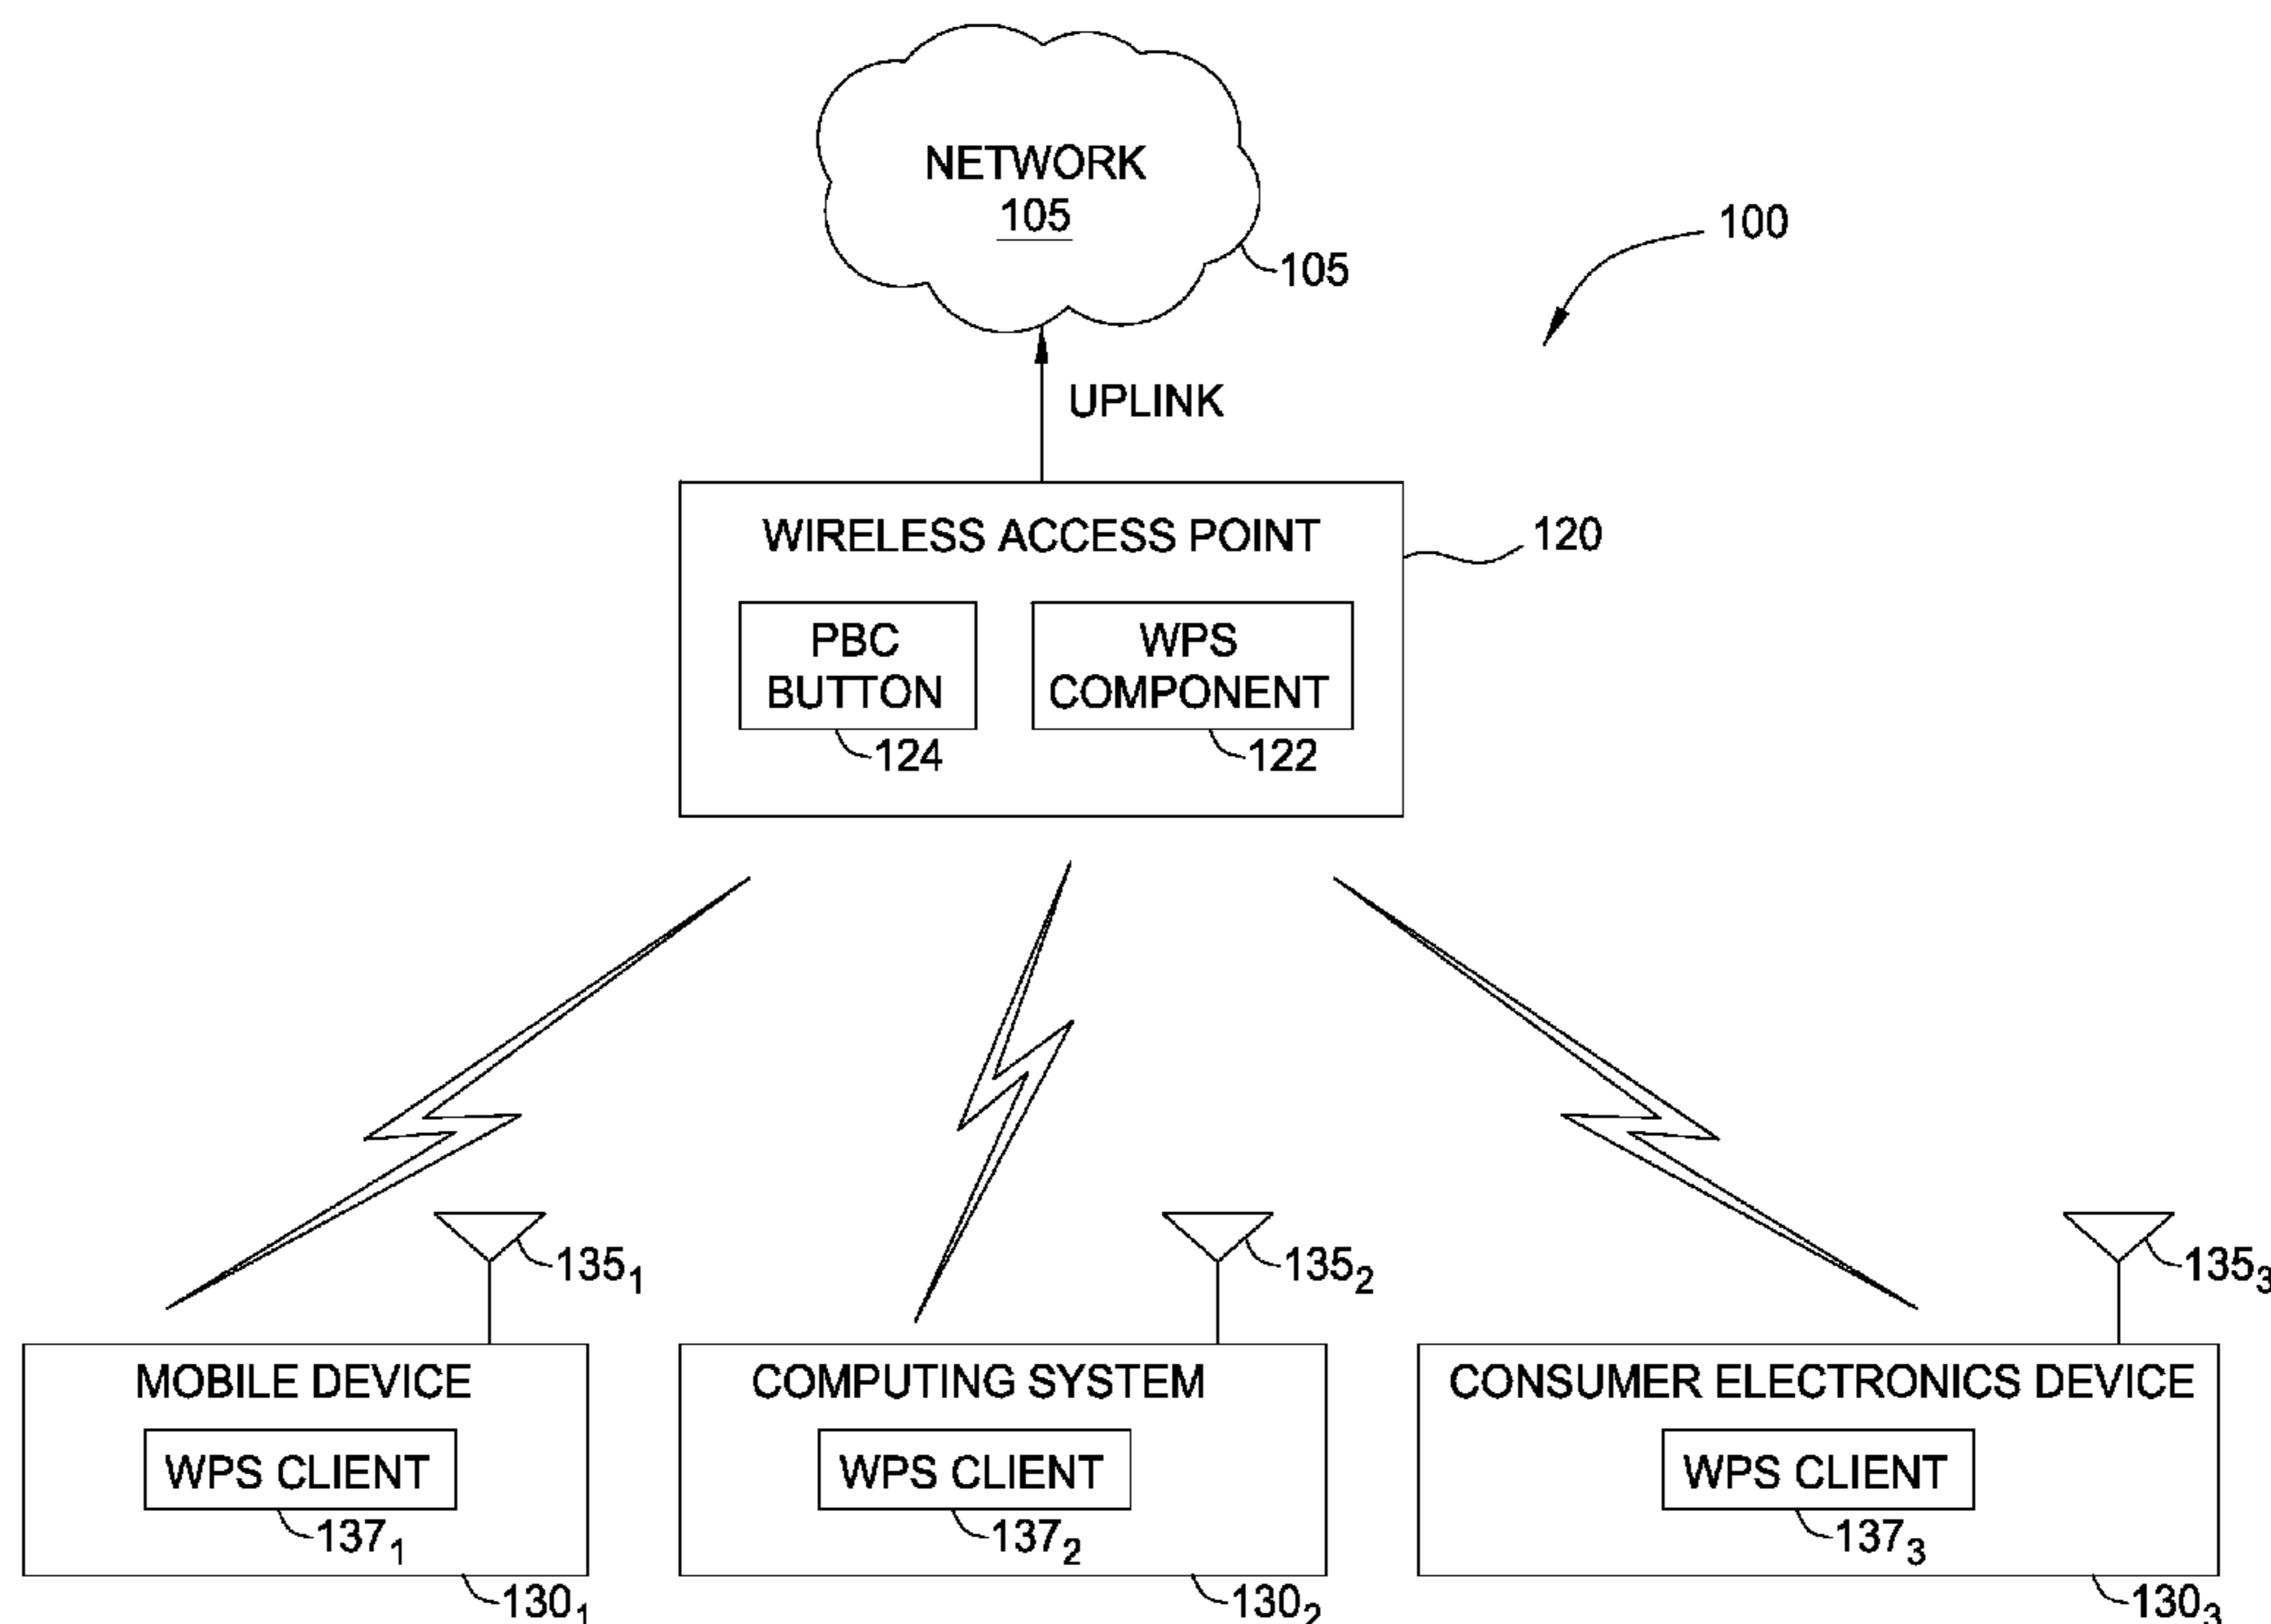 NETWORK
105
105
100
UPLINK
WIRELESS ACCESS POINT
120
PBC
BUTTON
124
WPS
COMPONENT
122
135₁
135₂
135₃
MOBILE DEVICE
WPS CLIENT
137₁
130₁
COMPUTING SYSTEM
WPS CLIENT
137₂
130₂
CONSUMER ELECTRONICS DEVICE
WPS CLIENT
137₃
130₃